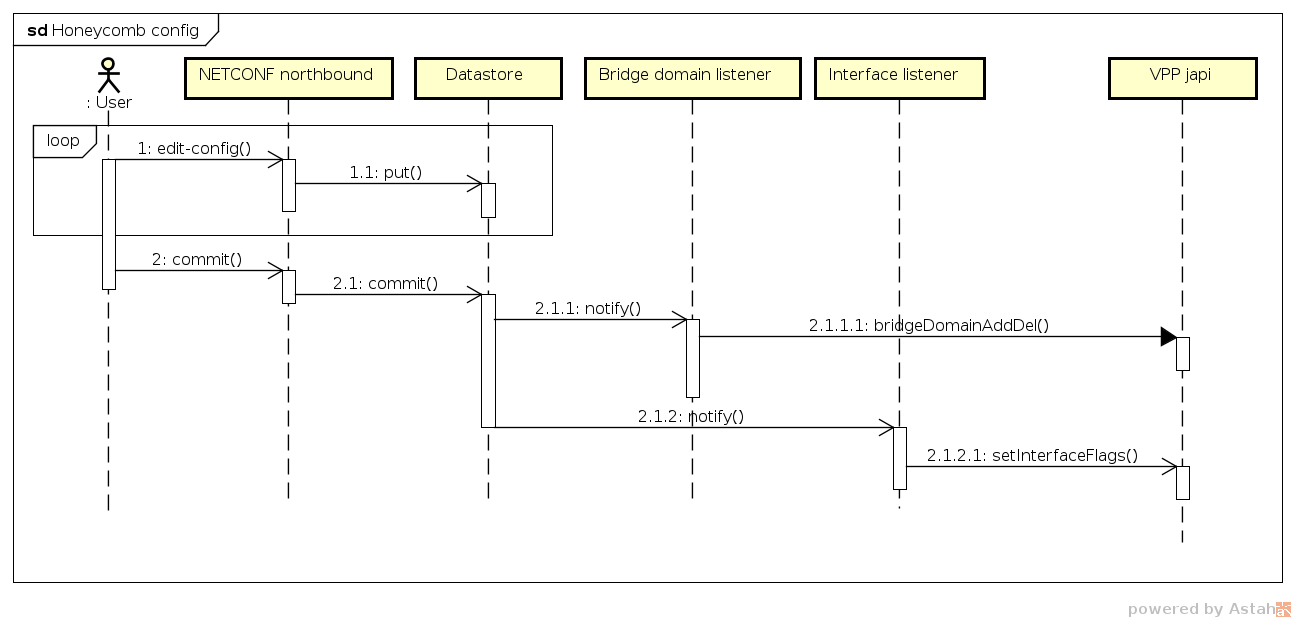 sd Honeycomb config
: User
NETCONF northbound
Datastore
Bridge domain listener
Interface listener
VPP japi
loop
1: edit-config()
1.1: put()
2: commit()
2.1: commit()
2.1.1: notify()
2.1.1.1: bridgeDomainAddDel()
2.1.2: notify()
2.1.2.1: setInterfaceFlags()
powered by Astah